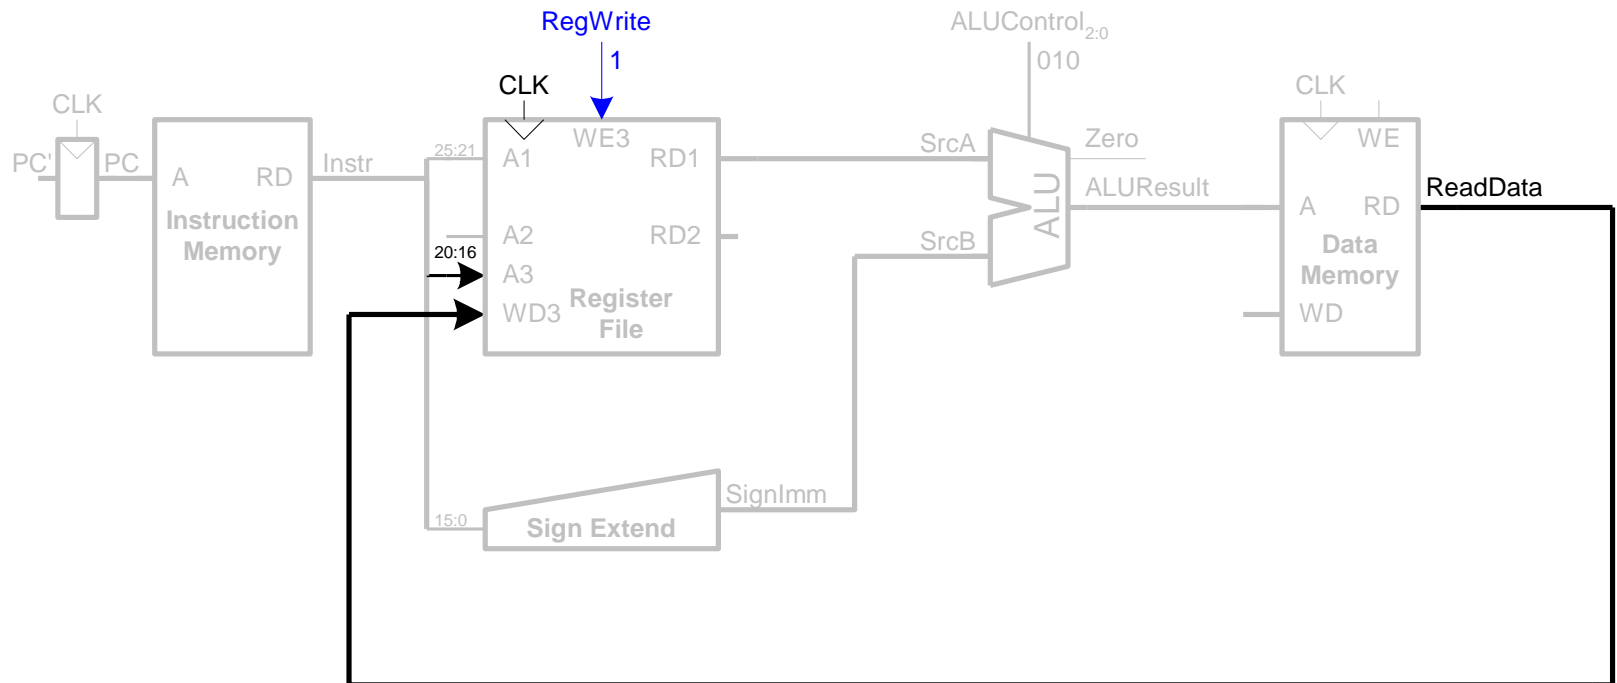 RegWrite
ALUControl2:0
1
010
CLK
CLK
CLK
PC'
PC
A
RD
Instr
Instruction
Memory
25:21
A1
WE3
RD1
A2
RD2
20:16
A3
WD3
Register
File
SrcA
SrcB
ALU
Zero
ALUResult
WE
A
RD
Data
Memory
WD
ReadData
15:0
Sign Extend
SignImm